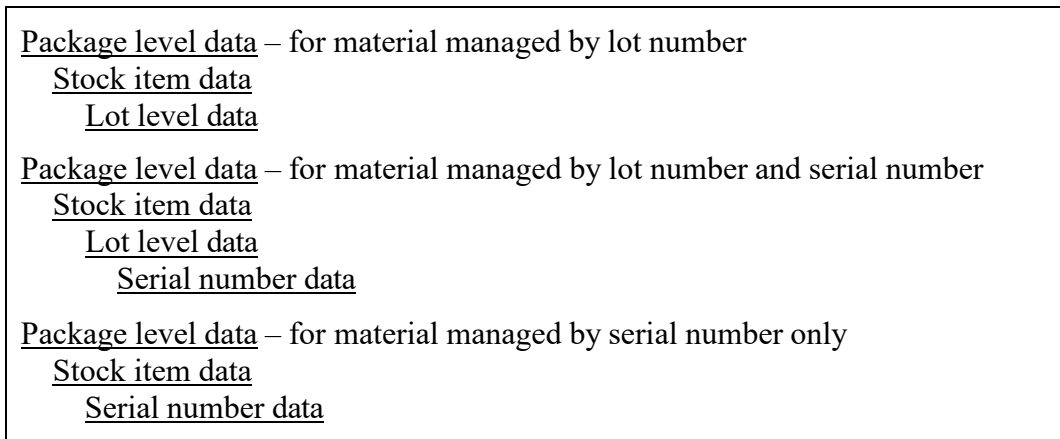 Package level data – for material managed by lot number
Stock item data
Lot level data
Package level data – for material managed by lot number and serial number
Stock item data
Lot level data
Serial number data
Package level data – for material managed by serial number only
Stock item data
Serial number data